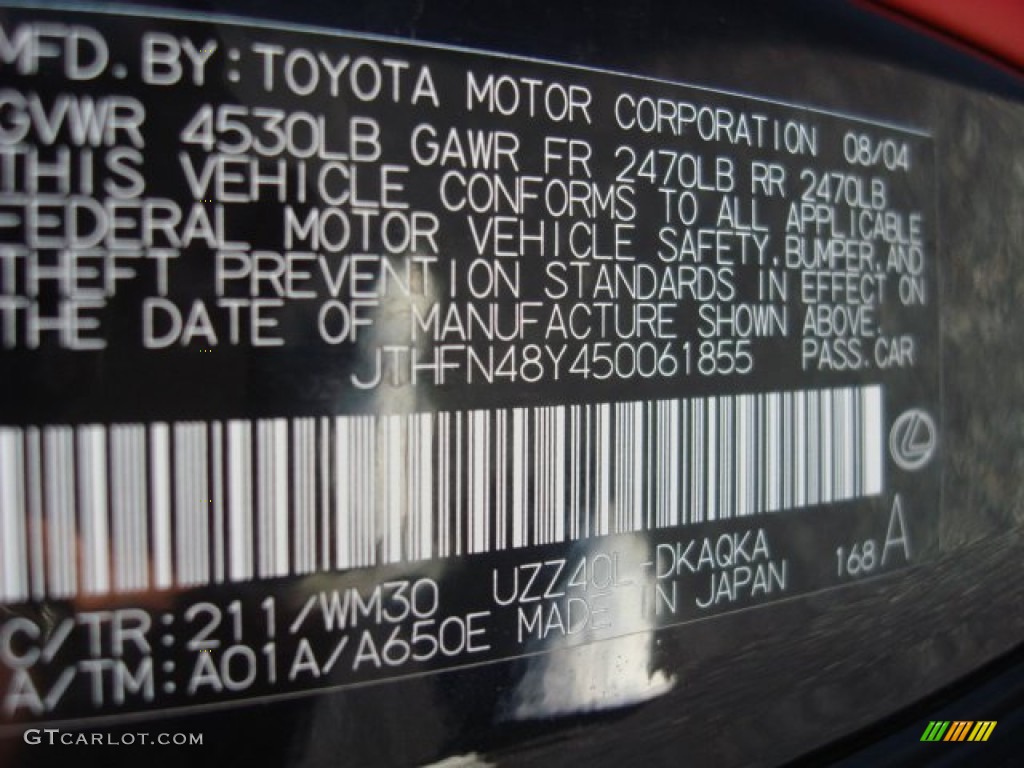 MFD. BY: TOYOTA MOTOR CORPORATION 08/04
GVWR 4530LB GAWR FR 2470LB RR 2470LB
THIS VEHICLE CONFORMS TO ALL APPLICABLE
FEDERAL MOTOR VEHICLE SAFETY, BUMPER, AND
THEFT PREVENTION STANDARDS IN EFFECT ON
THE DATE OF MANUFACTURE SHOWN ABOVE.
JTHFN48Y450061855 PASS. CAR
C/TR: 211/WM30 UZZ40L-DKAQKA 168 A
A/TM: A01A/A650E MADE IN JAPAN
GTCARLOT.COM